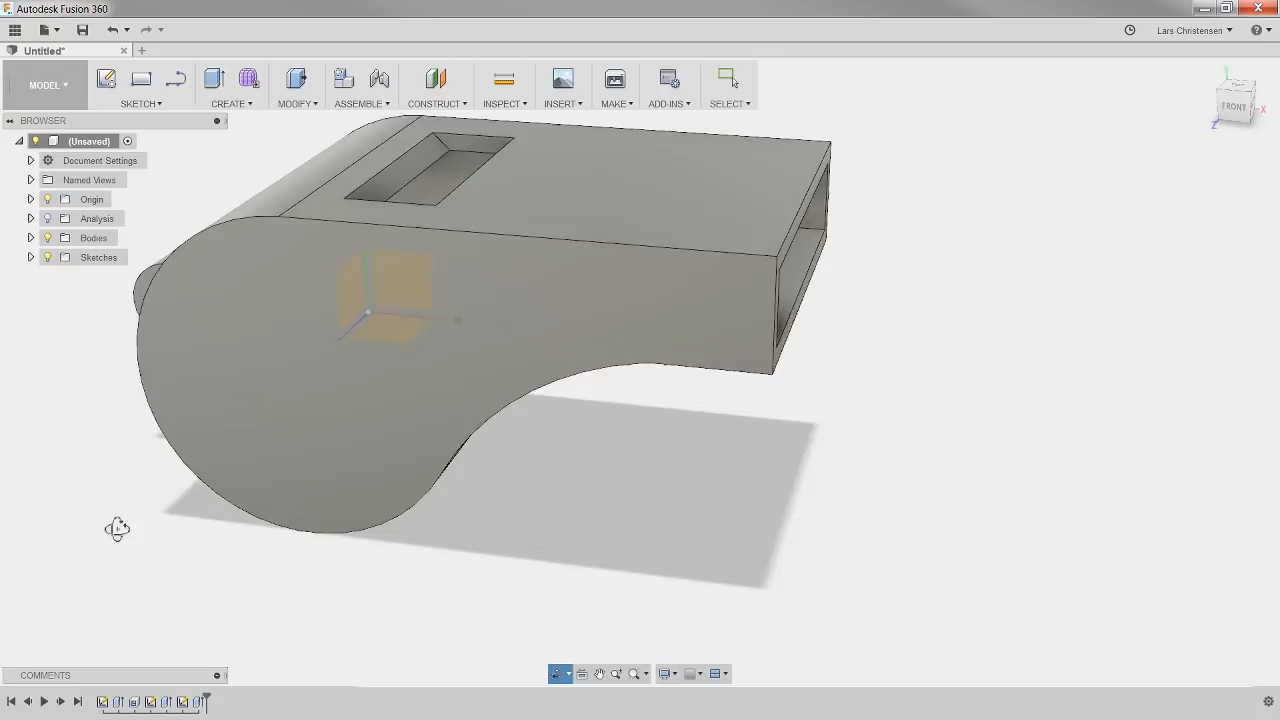 Autodesk Fusion 360
Lars Christensen
Untitled*
MODEL
SKETCH
CREATE
MODIFY
ASSEMBLE
CONSTRUCT
INSPECT
INSERT
MAKE
ADD-INS
SELECT
FRONT
X
Z
BROWSER
(Unsaved)
Document Settings
Named Views
Origin
Analysis
Bodies
Sketches
COMMENTS